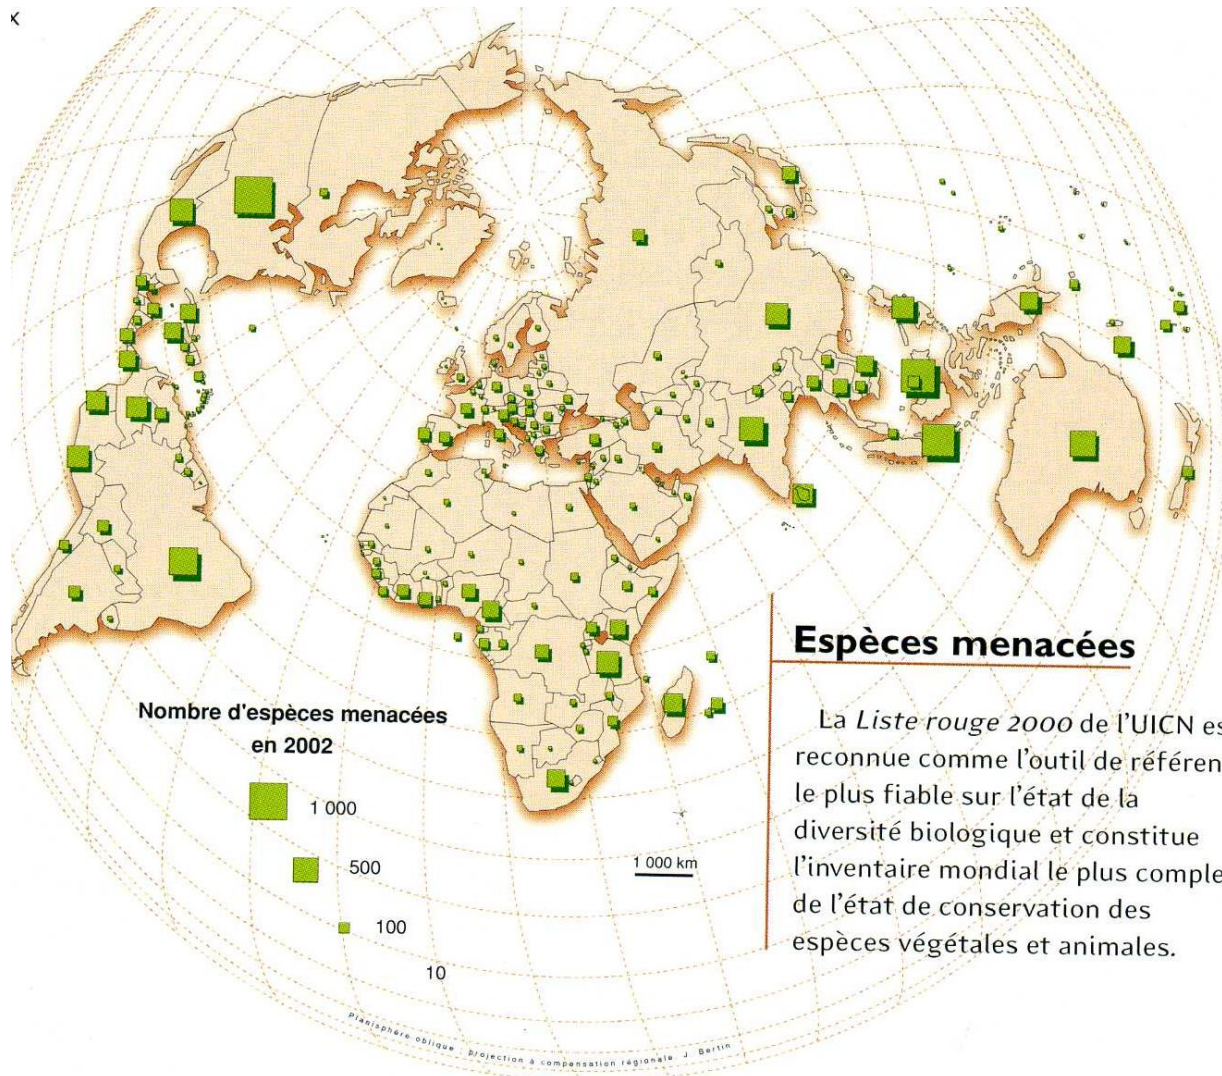 x
Espèces menacées
La Liste rouge 2000 de l'UICN es
reconnue comme l'outil de référen
le plus fiable sur l'état de la
diversité biologique et constitue
l'inventaire mondial le plus comple
de l'état de conservation des
espèces végétales et animales.
Nombre d'espèces menacées
en 2002
1 000
500
100
10
1 000 km
Planisphère oblique : projection à compensation régionale. J. Bertin